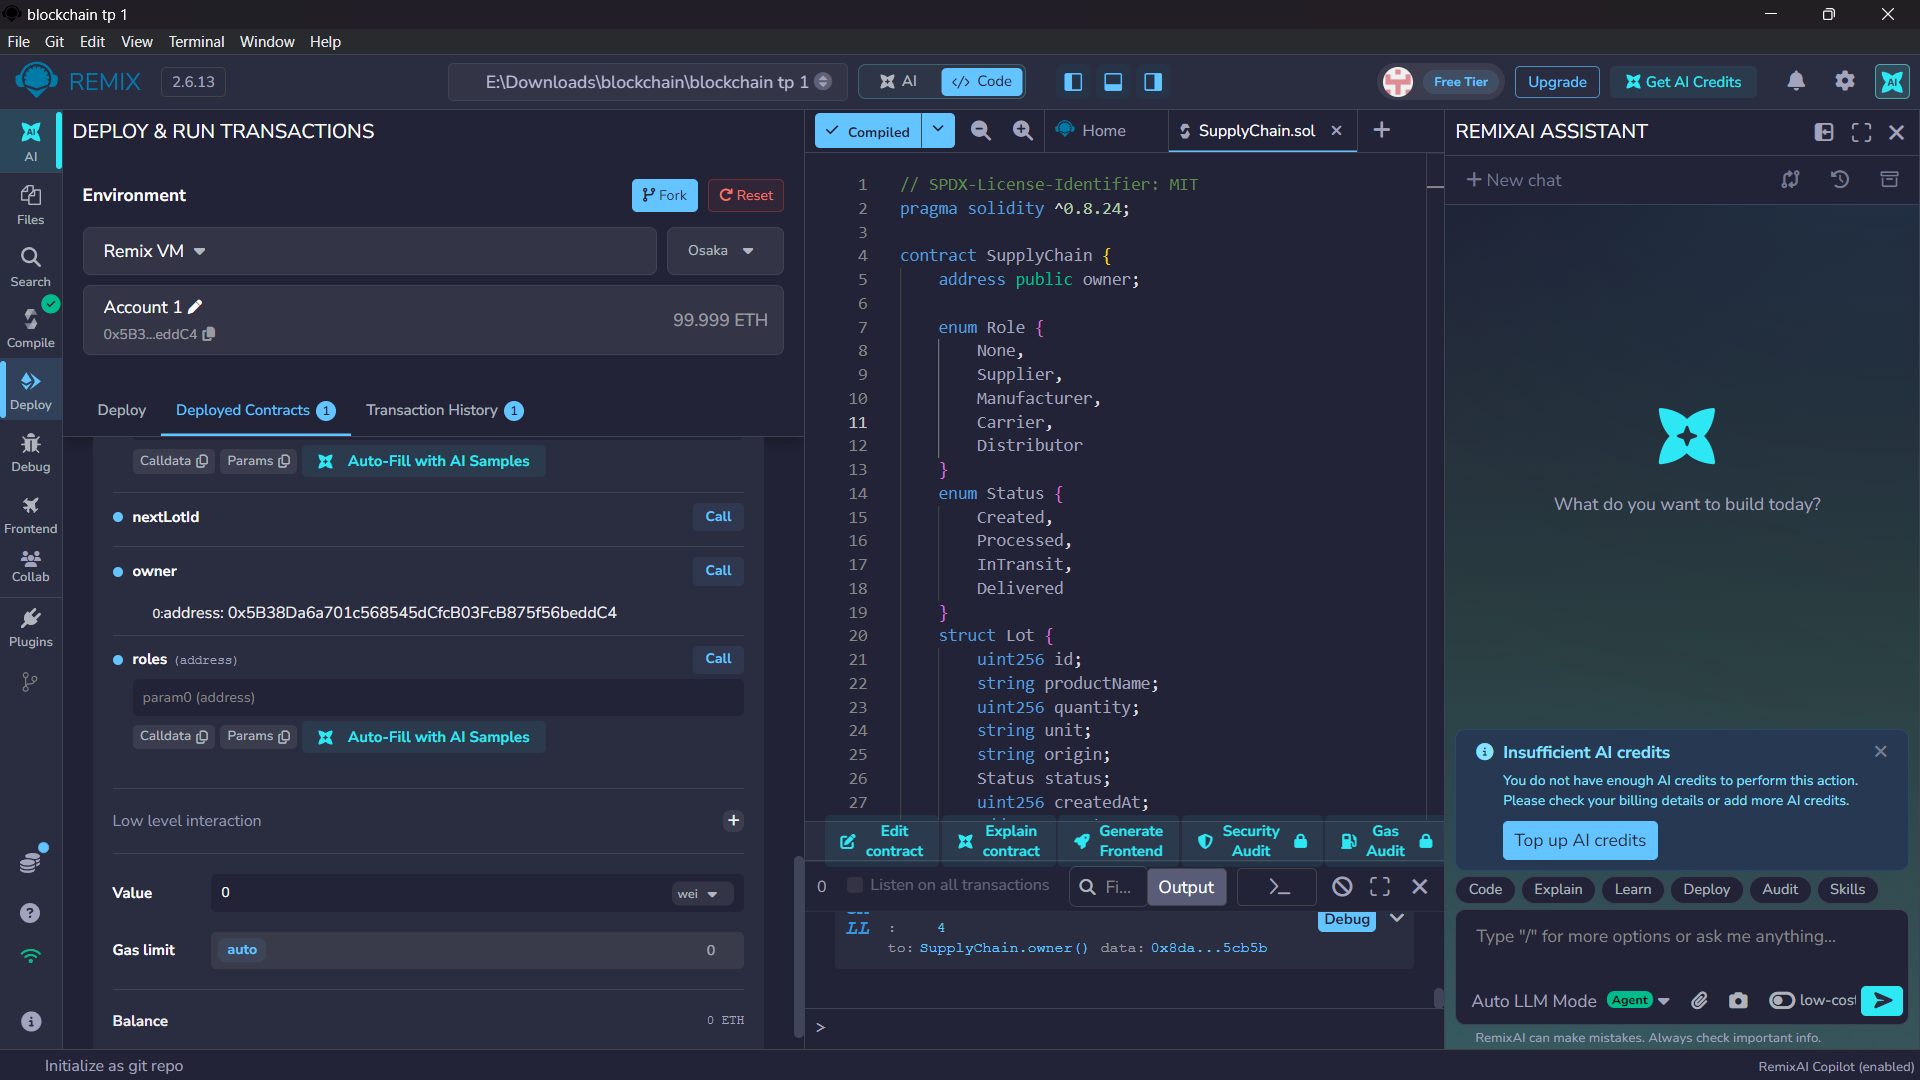 blockchain tp 1
File Git Edit View Terminal Window Help
REMIX 2.6.13
E:\Downloads\blockchain\blockchain tp 1
AI </> Code
Free Tier Upgrade Get AI Credits AI
AI
Files
Search
Compile
Deploy
Debug
Frontend
Collab
Plugins
DEPLOY & RUN TRANSACTIONS
Environment Fork Reset
Remix VM Osaka
Account 1
0x5B3...eddC4
99.999 ETH
Deploy Deployed Contracts 1 Transaction History 1
Calldata Params Auto-Fill with AI Samples
nextLotId Call
owner Call
0:address: 0x5B38Da6a701c568545dCfcB03FcB875f56beddC4
roles (address) Call
param0 (address)
Calldata Params Auto-Fill with AI Samples
Low level interaction +
Value 0 wei
Gas limit auto 0
Balance 0 ETH
Compiled Home SupplyChain.sol
1 // SPDX-License-Identifier: MIT
2 pragma solidity ^0.8.24;
3
4 contract SupplyChain {
5 address public owner;
6
7 enum Role {
8 None,
9 Supplier,
10 Manufacturer,
11 Carrier,
12 Distributor
13 }
14 enum Status {
15 Created,
16 Processed,
17 InTransit,
18 Delivered
19 }
20 struct Lot {
21 uint256 id;
22 string productName;
23 uint256 quantity;
24 string unit;
25 string origin;
26 Status status;
27 uint256 createdAt;
Edit contract Explain contract Generate Frontend Security Audit Gas Audit
0 Listen on all transactions Fi... Output >_
LL : 4 Debug
to: SupplyChain.owner() data: 0x8da...5cb5b
>
REMIXAI ASSISTANT
+ New chat
What do you want to build today?
Insufficient AI credits
You do not have enough AI credits to perform this action.
Please check your billing details or add more AI credits.
Top up AI credits
Code Explain Learn Deploy Audit Skills
Type "/" for more options or ask me anything...
Auto LLM Mode Agent low-cos
RemixAI can make mistakes. Always check important info.
Initialize as git repo
RemixAI Copilot (enabled)